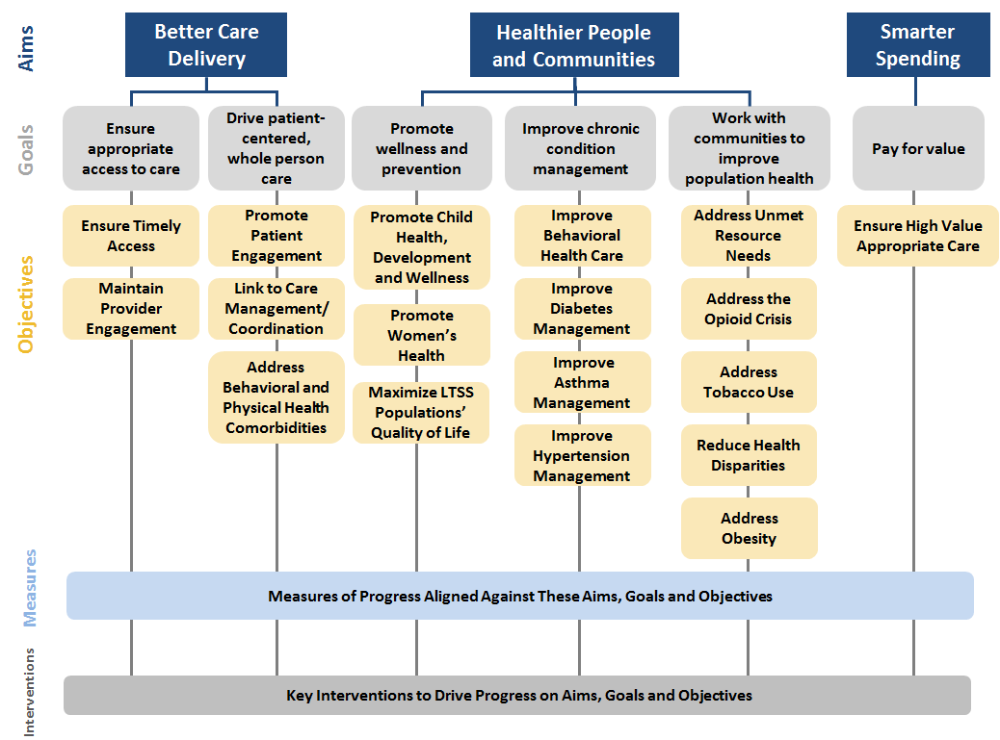 Aims
Better Care
Delivery
Healthier People
and Communities
Smarter
Spending
Goals
Ensure
appropriate
access to care
Drive patient-
centered,
whole person
care
Promote
wellness and
prevention
Improve chronic
condition
management
Work with
communities to
improve
population health
Pay for value
Objectives
Ensure Timely
Access
Maintain
Provider
Engagement
Promote
Patient
Engagement
Link to Care
Management/
Coordination
Address
Behavioral and
Physical Health
Comorbidities
Promote Child
Health,
Development
and Wellness
Promote
Women's
Health
Maximize LTSS
Populations'
Quality of Life
Improve
Behavioral
Health Care
Improve
Diabetes
Management
Improve
Asthma
Management
Improve
Hypertension
Management
Address Unmet
Resource
Needs
Address the
Opioid Crisis
Address
Tobacco Use
Reduce Health
Disparities
Address
Obesity
Ensure High Value
Appropriate Care
Measures
Measures of Progress Aligned Against These Aims, Goals and Objectives
Interventions
Key Interventions to Drive Progress on Aims, Goals and Objectives